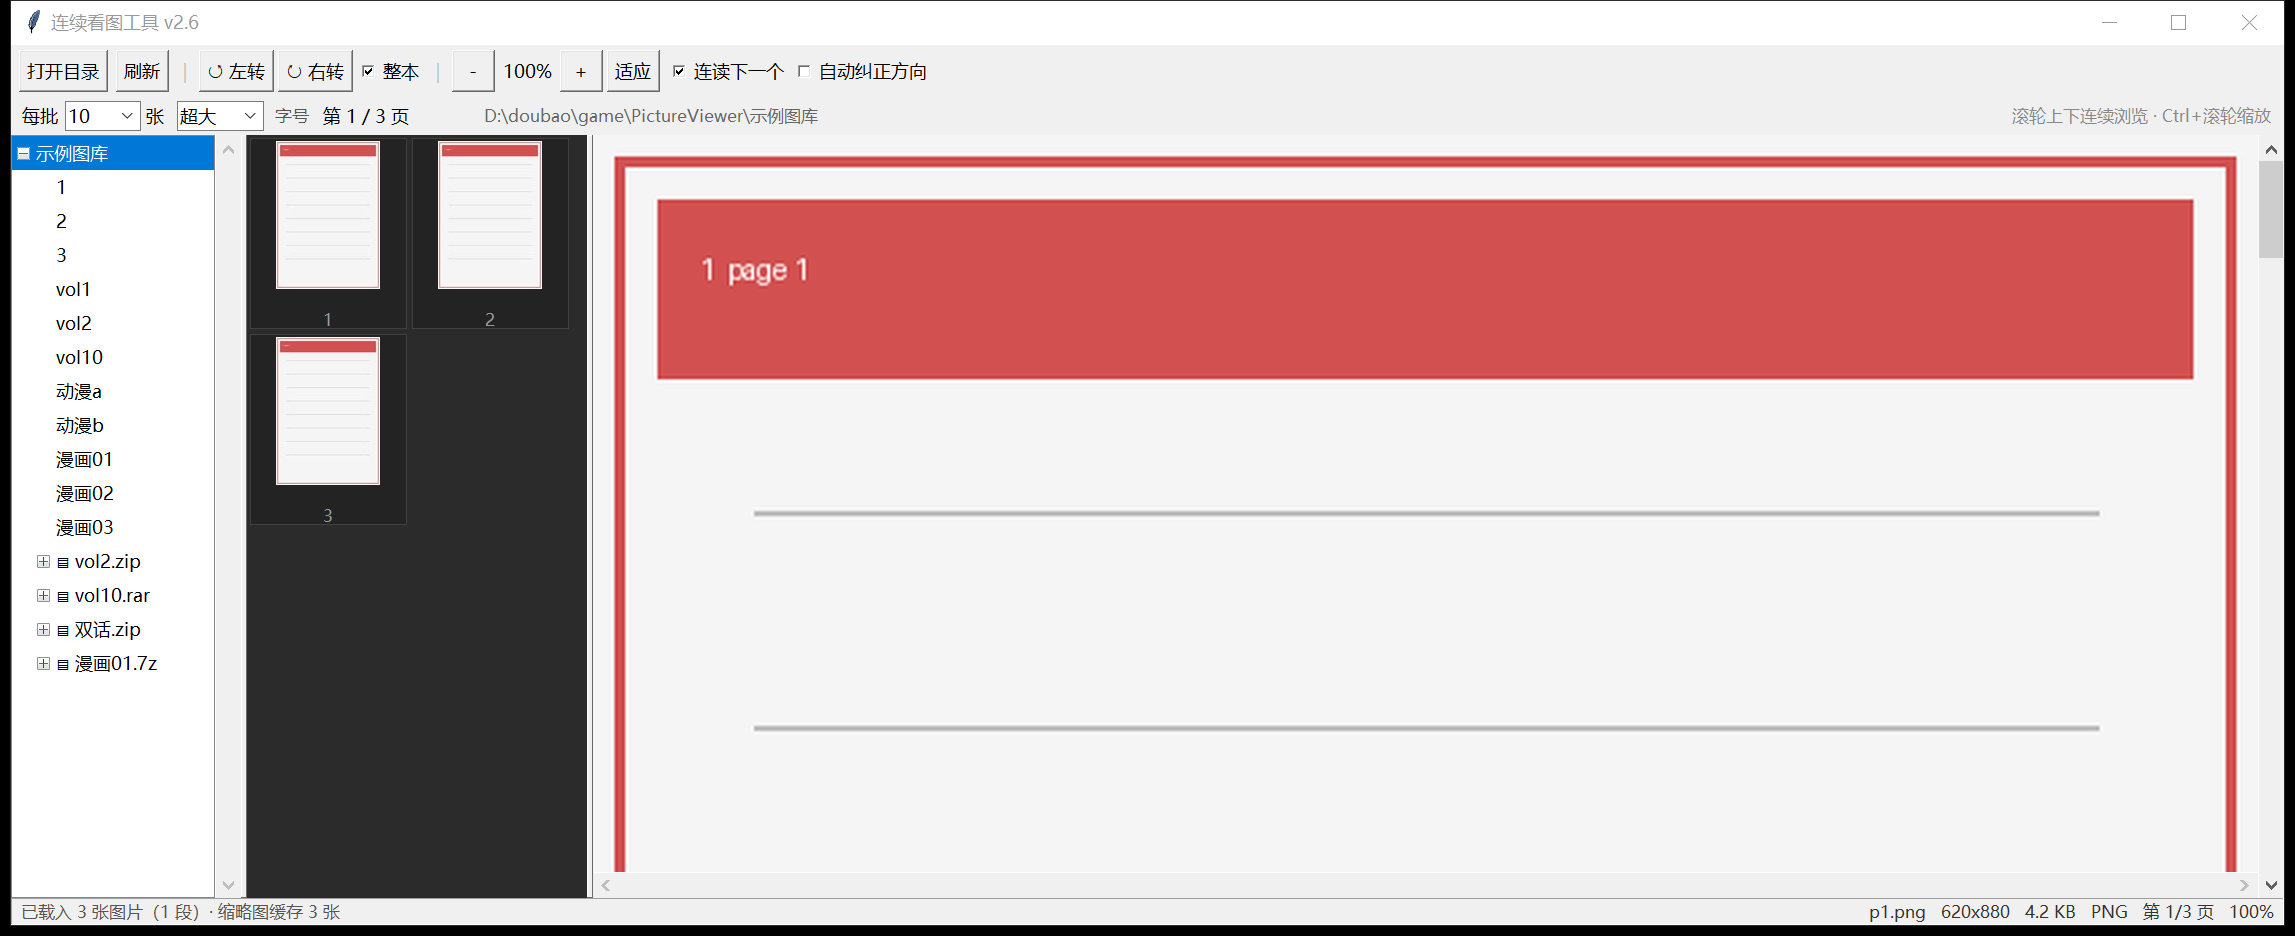 连续看图工具 v2.6
打开目录 刷新 左转 右转 整本 - 100% + 适应 连读下一个 自动纠正方向
每批 10 张 超大 字号 第 1 / 3 页 D:\doubao\game\PictureViewer\示例图库 滚轮上下连续浏览 · Ctrl+滚轮缩放
示例图库
1
2
3
vol1
vol2
vol10
动漫a
动漫b
漫画01
漫画02
漫画03
vol2.zip
vol10.rar
双话.zip
漫画01.7z
1
2
3
1 page 1
已载入 3 张图片（1 段）· 缩略图缓存 3 张
p1.png 620x880 4.2 KB PNG 第 1/3 页 100%